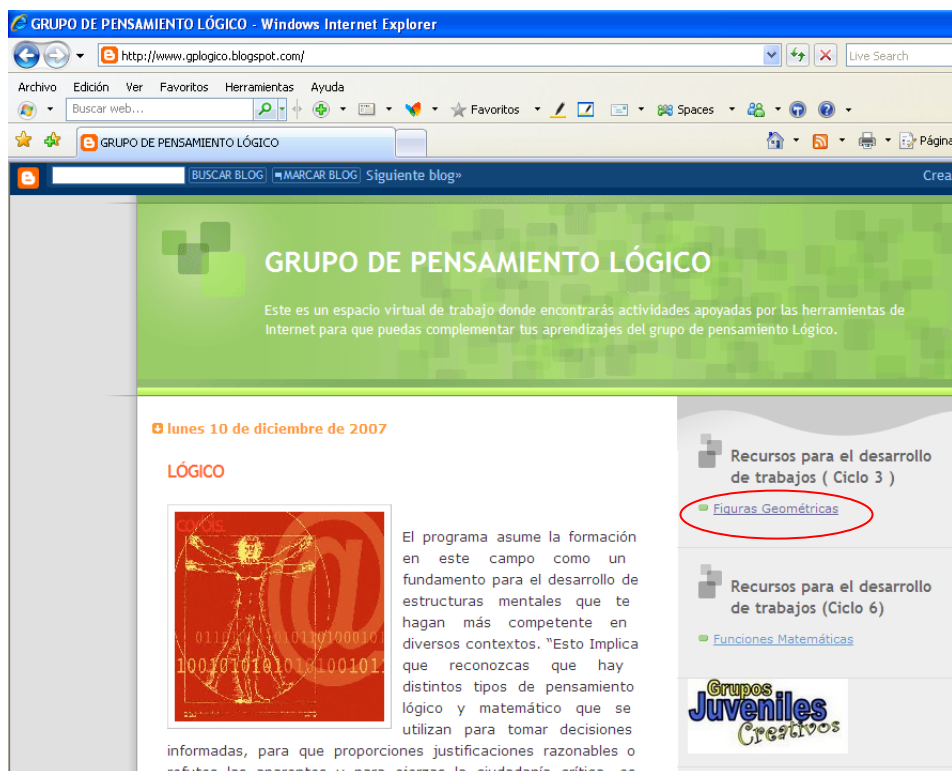 GRUPO DE PENSAMIENTO LÓGICO - Windows Internet Explorer
http://www.gplogico.blogspot.com/
Live Search
Archivo Edición Ver Favoritos Herramientas Ayuda
Buscar web...
Favoritos
Spaces
GRUPO DE PENSAMIENTO LÓGICO
Página
BUSCAR BLOG MARCAR BLOG Siguiente blog»
Crea
GRUPO DE PENSAMIENTO LÓGICO
Este es un espacio virtual de trabajo donde encontrarás actividades apoyadas por las herramientas de
Internet para que puedas complementar tus aprendizajes del grupo de pensamiento Lógico.
lunes 10 de diciembre de 2007
LÓGICO
corbis
@
El programa asume la formación
en este campo como un
fundamento para el desarrollo de
estructuras mentales que te
hagan más competente en
diversos contextos. “Esto Implica
que reconozcas que hay
distintos tipos de pensamiento
lógico y matemático que se
utilizan para tomar decisiones
informadas, para que proporciones justificaciones razonables o
Recursos para el desarrollo
de trabajos ( Ciclo 3 )
Figuras Geométricas
Recursos para el desarrollo
de trabajos (Ciclo 6)
Funciones Matemáticas
Grupos
Juveniles
Creativos